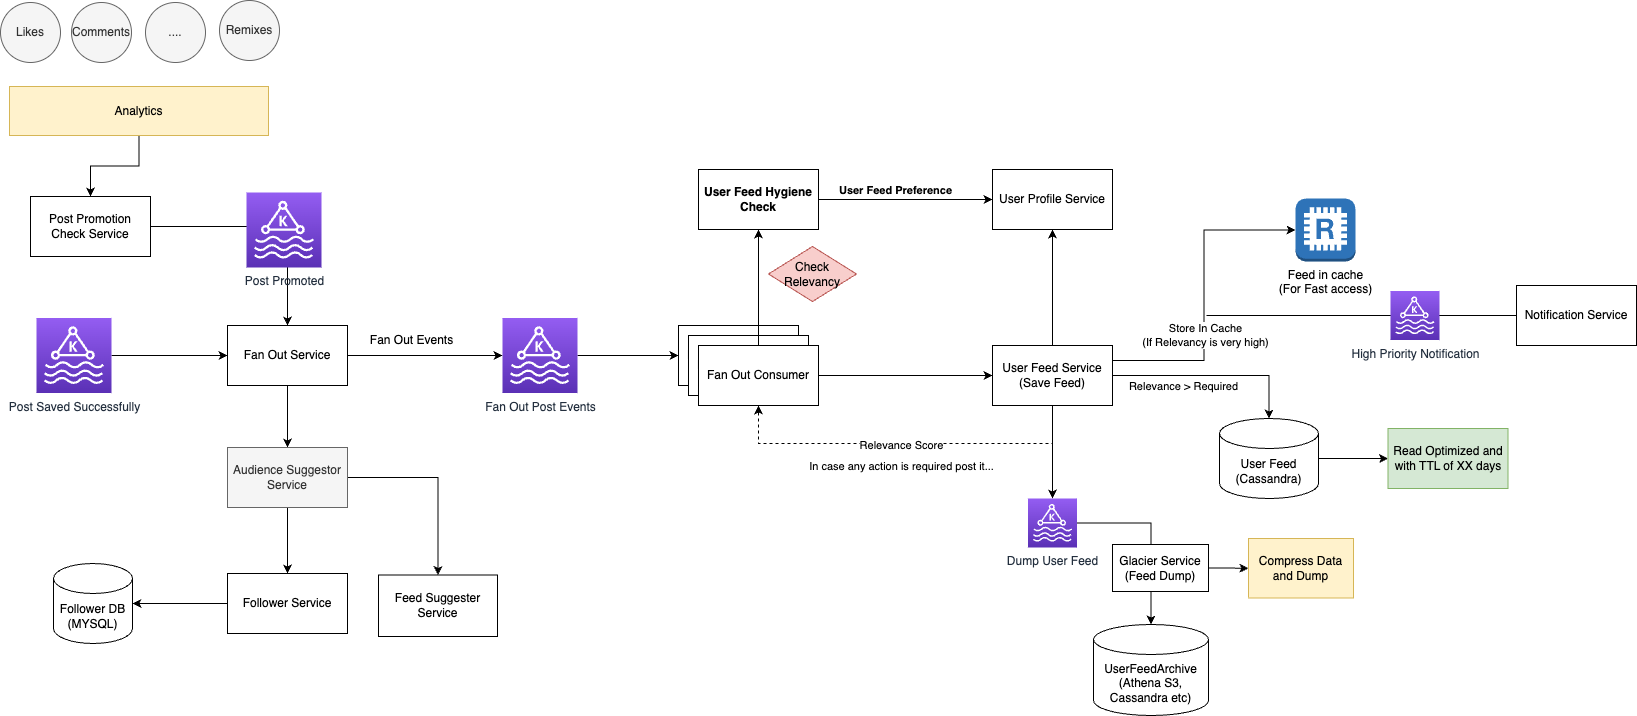 Likes
Comments
....
Remixes
Analytics
Post Promotion
Check Service
K
Post Promoted
K
Post Saved Successfully
Fan Out Service
Fan Out Events
K
Fan Out Post Events
Audience Suggestor
Service
Follower DB
(MYSQL)
Follower Service
Feed Suggester
Service
User Feed Hygiene
Check
User Feed Preference
User Profile Service
Check
Relevancy
Fan Out Consumer
User Feed Service
(Save Feed)
Relevance Score
In case any action is required post it...
R
Feed in cache
(For Fast access)
Store In Cache
(If Relevancy is very high)
K
High Priority Notification
Notification Service
Relevance > Required
User Feed
(Cassandra)
Read Optimized and
with TTL of XX days
K
Dump User Feed
Glacier Service
(Feed Dump)
Compress Data
and Dump
UserFeedArchive
(Athena S3,
Cassandra etc)